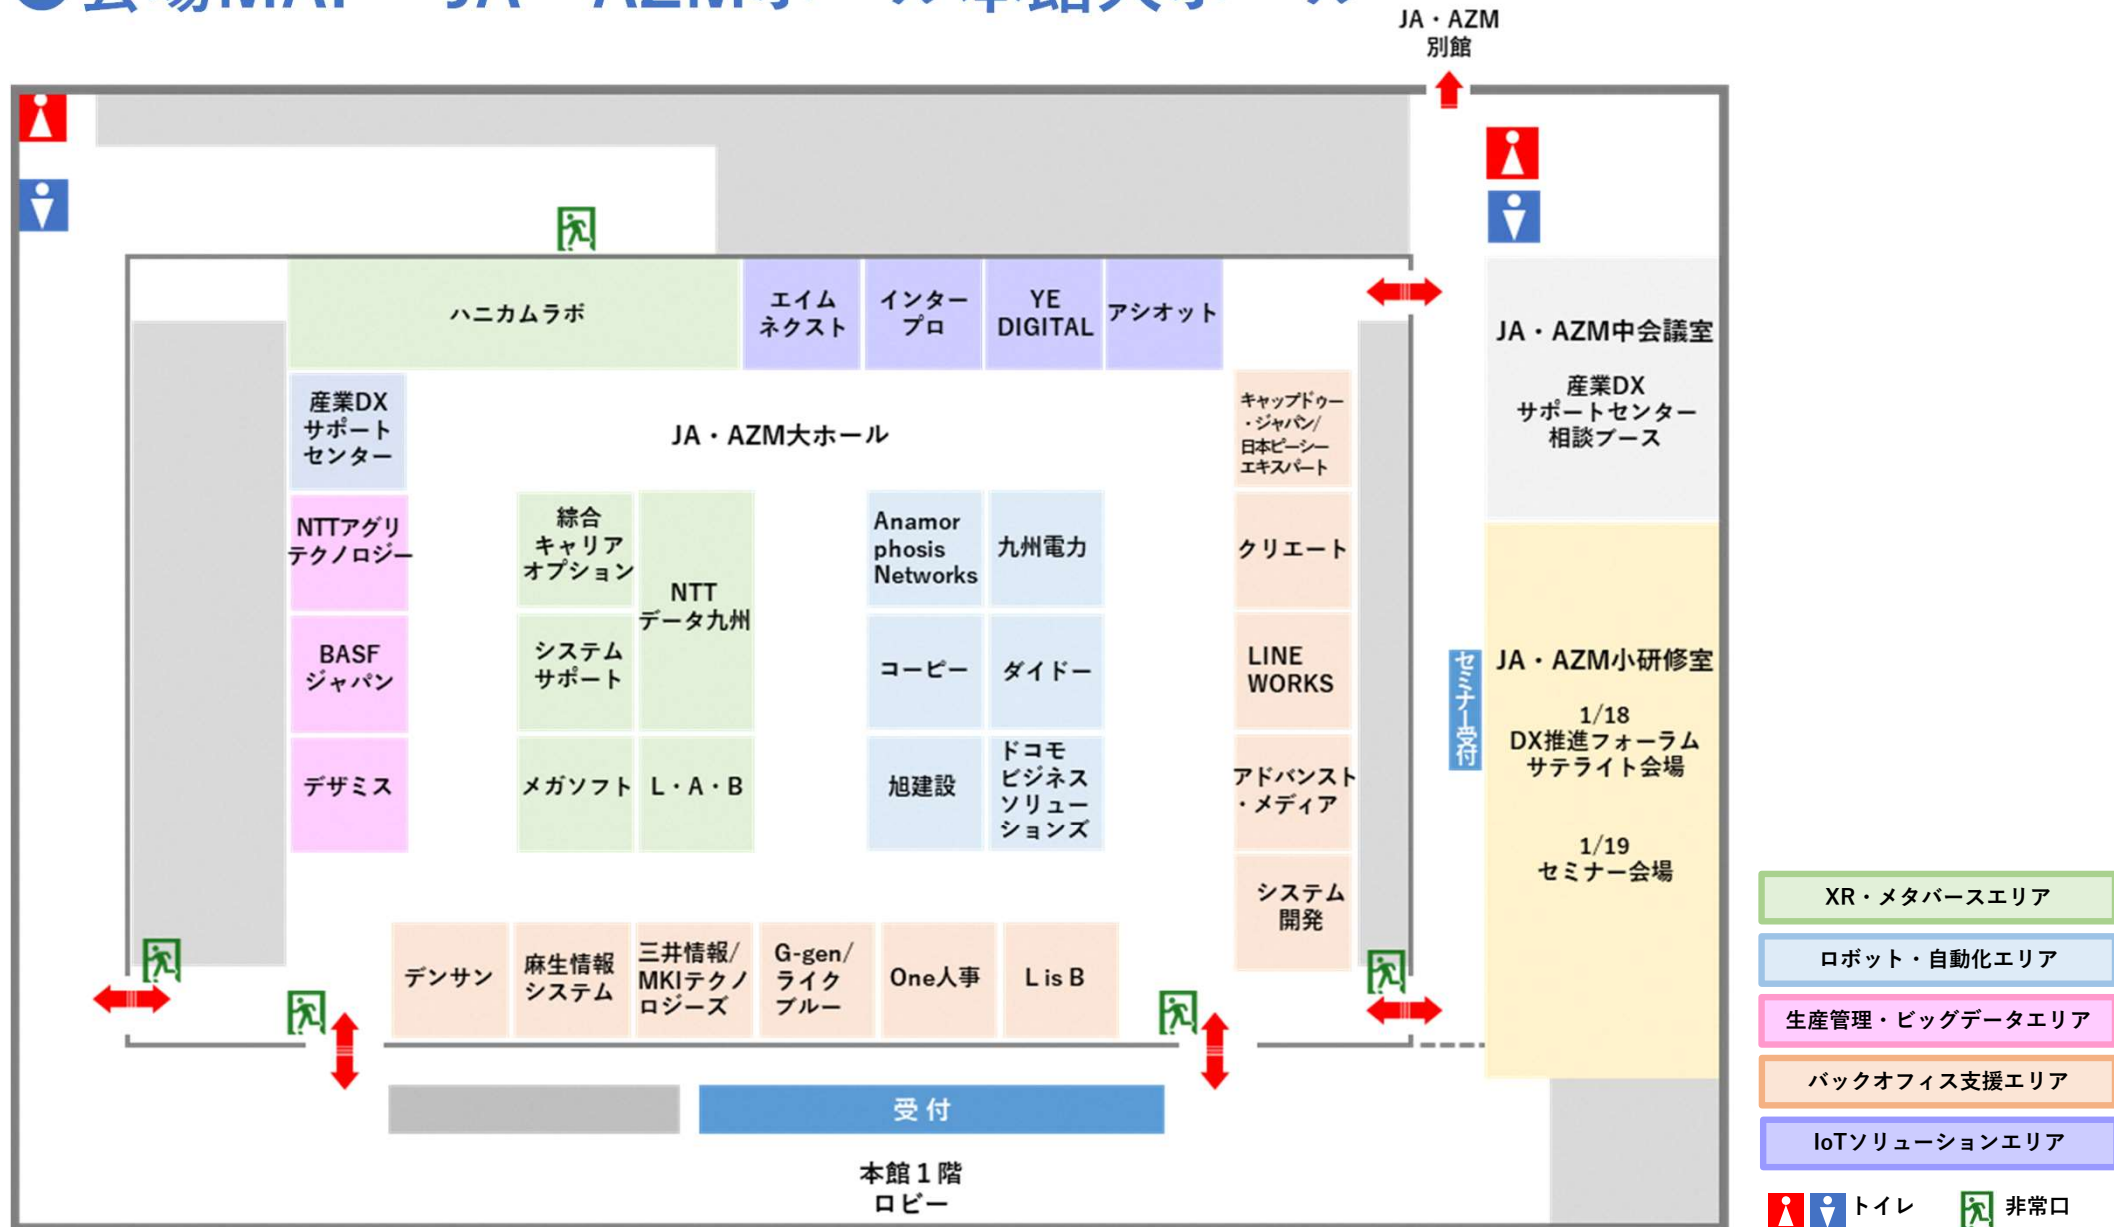 会場MAP JA・AZMホール本館大ホール
JA・AZM
別館
ハニカムラボ
エイム
ネクスト
インター
プロ
YE
DIGITAL
アシオット
JA・AZM中会議室
産業DX
サポートセンター
相談ブース
産業DX
サポート
センター
JA・AZM大ホール
キャップドゥー
・ジャパン/
日本ピーシー
エキスパート
NTTアグリ
テクノロジー
綜合
キャリア
オプション
NTT
データ九州
Anamor
phosis
Networks
九州電力
クリエート
BASF
ジャパン
システム
サポート
コーピー
ダイドー
LINE
WORKS
セミナー受付
JA・AZM小研修室
1/18
DX推進フォーラム
サテライト会場
1/19
セミナー会場
デザミス
メガソフト
L・A・B
旭建設
ドコモ
ビジネス
ソリュー
ションズ
アドバンスト
・メディア
システム
開発
デンサン
麻生情報
システム
三井情報/
MKIテクノ
ロジーズ
G-gen/
ライク
ブルー
One人事
L is B
受付
本館１階
ロビー
XR・メタバースエリア
ロボット・自動化エリア
生産管理・ビッグデータエリア
バックオフィス支援エリア
IoTソリューションエリア
トイレ
非常口